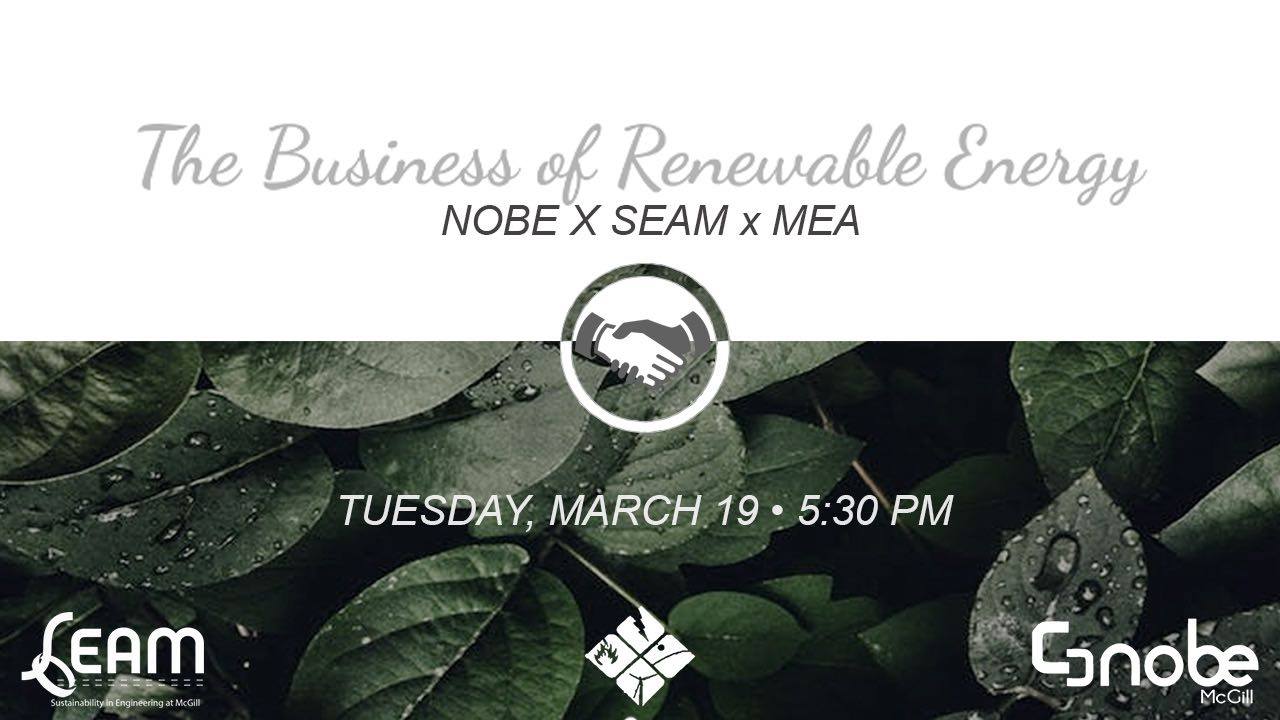 The Business of Renewable Energy
NOBE X SEAM x MEA
TUESDAY, MARCH 19 • 5:30 PM
SEAM
Sustainability in Engineering at McGill
nobe
McGill